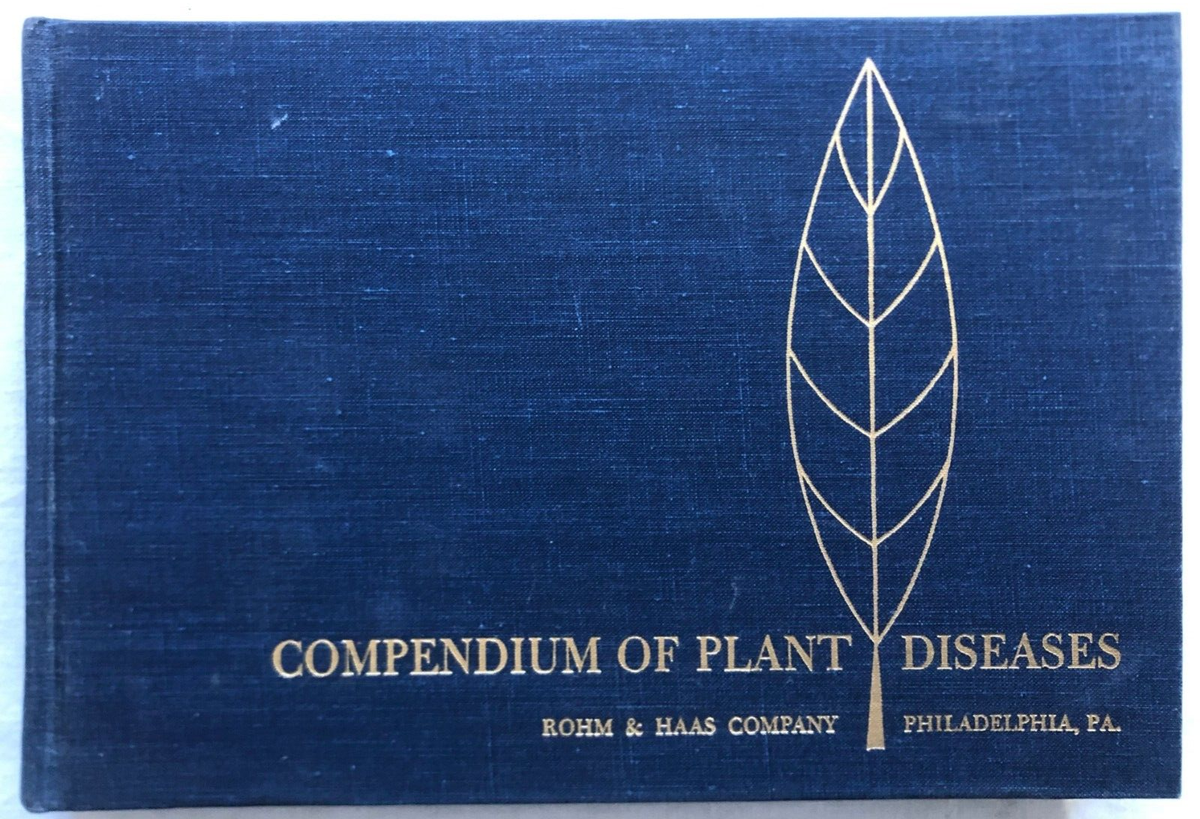 COMPENDIUM OF PLANT DISEASES
ROHM & HAAS COMPANY PHILADELPHIA, PA.